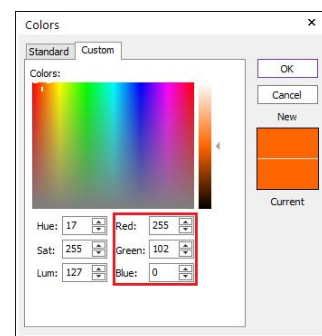 Colors
×
Standard Custom
Colors:
OK
Cancel
New
Current
Hue: 17 Red: 255
Sat: 255 Green: 102
Lum: 127 Blue: 0